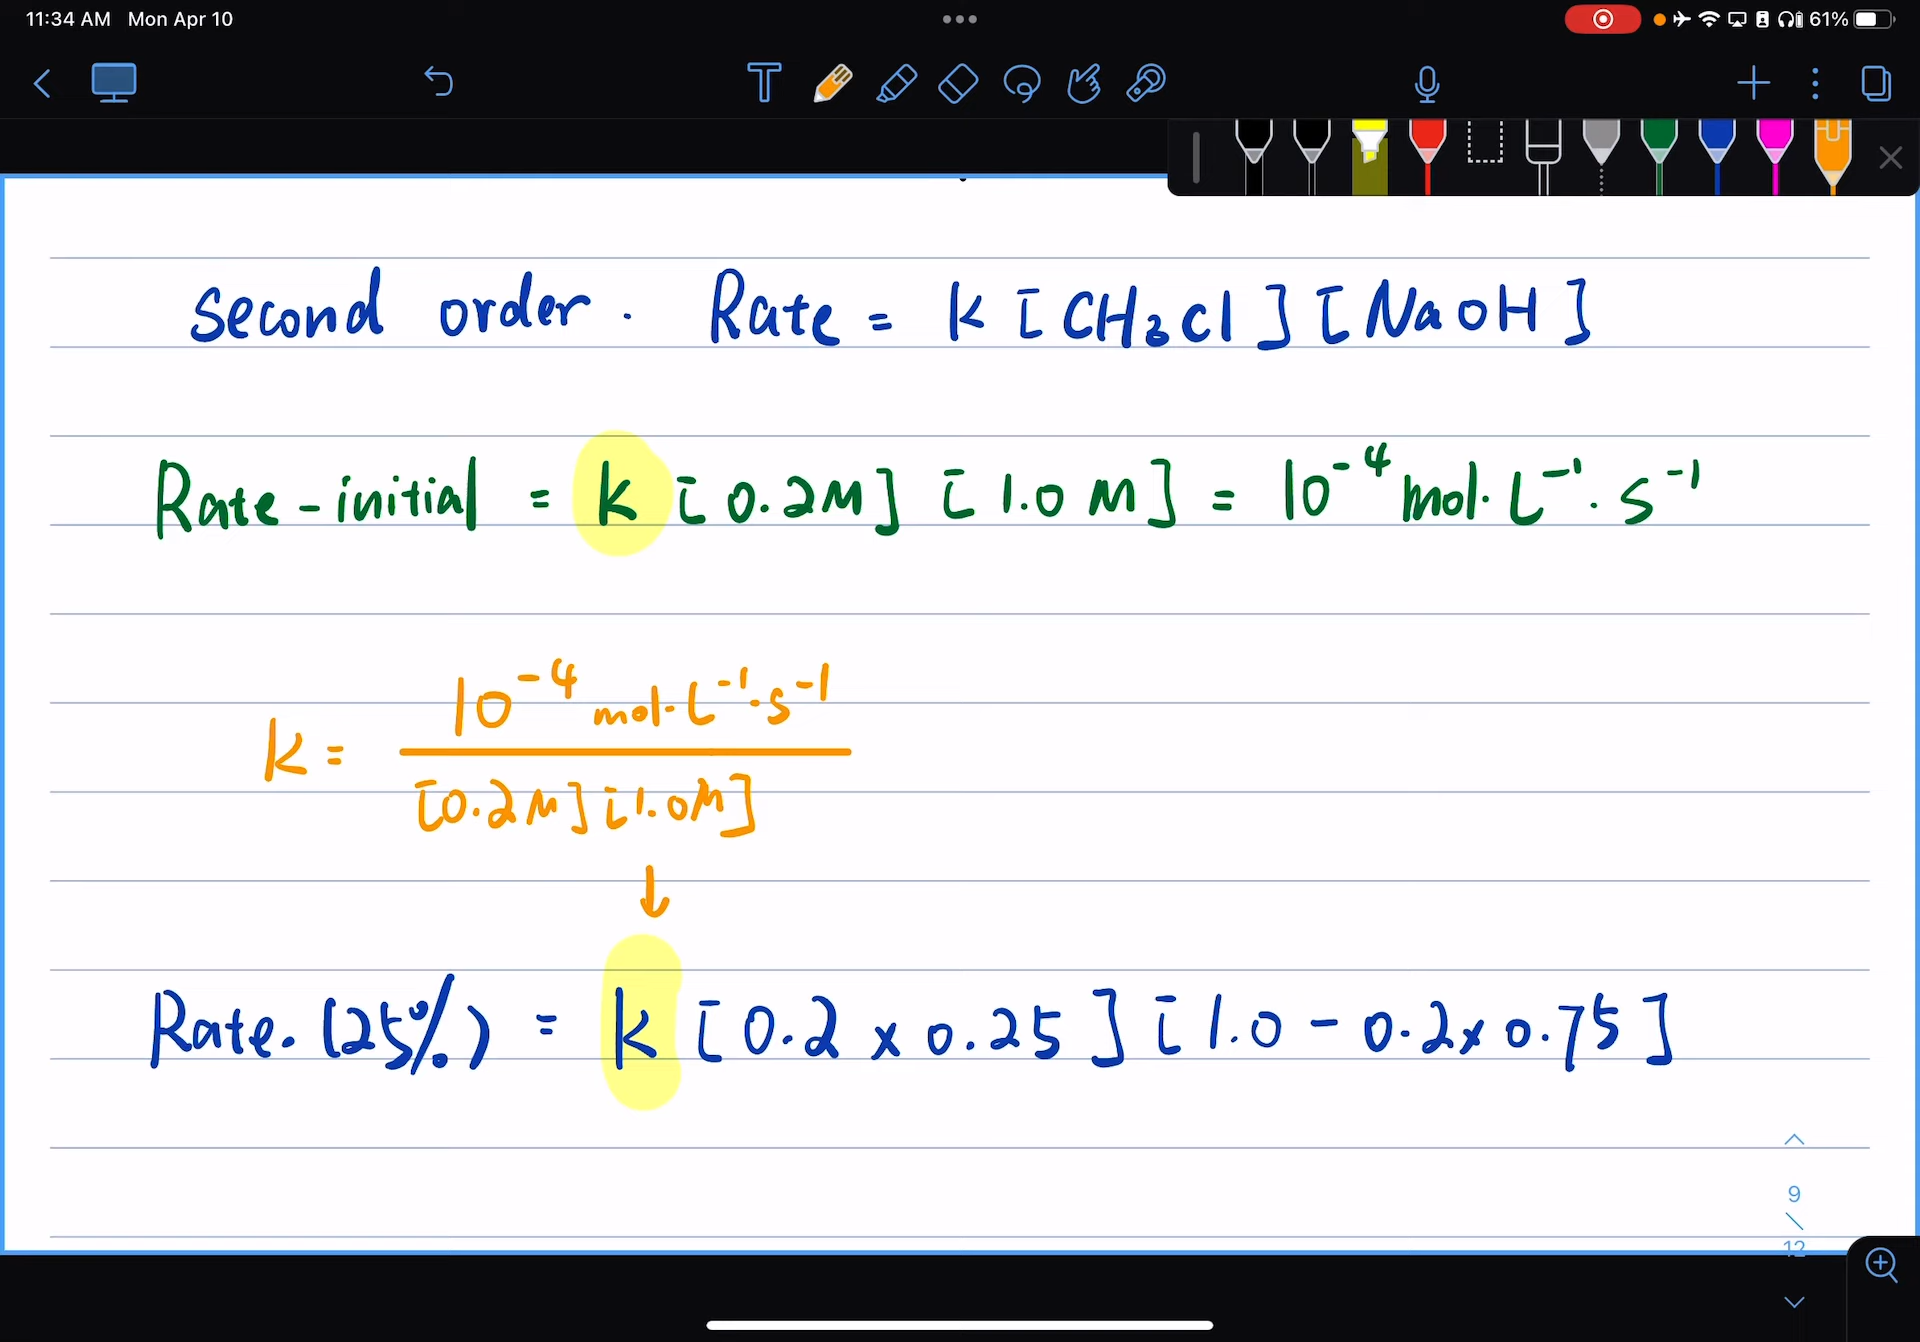 11:34 AM Mon Apr 10
61%
second order. Rate = k [CH₃Cl] [NaOH]
Rate-initial = k [0.2M] [1.0 M] = 10⁻⁴ mol·L⁻¹·s⁻¹
10⁻⁴ mol·L⁻¹·s⁻¹
k =
[0.2M] [1.0M]
↓
Rate. (25%) = k [0.2 x 0.25] [1.0 - 0.2x0.75]
9
12